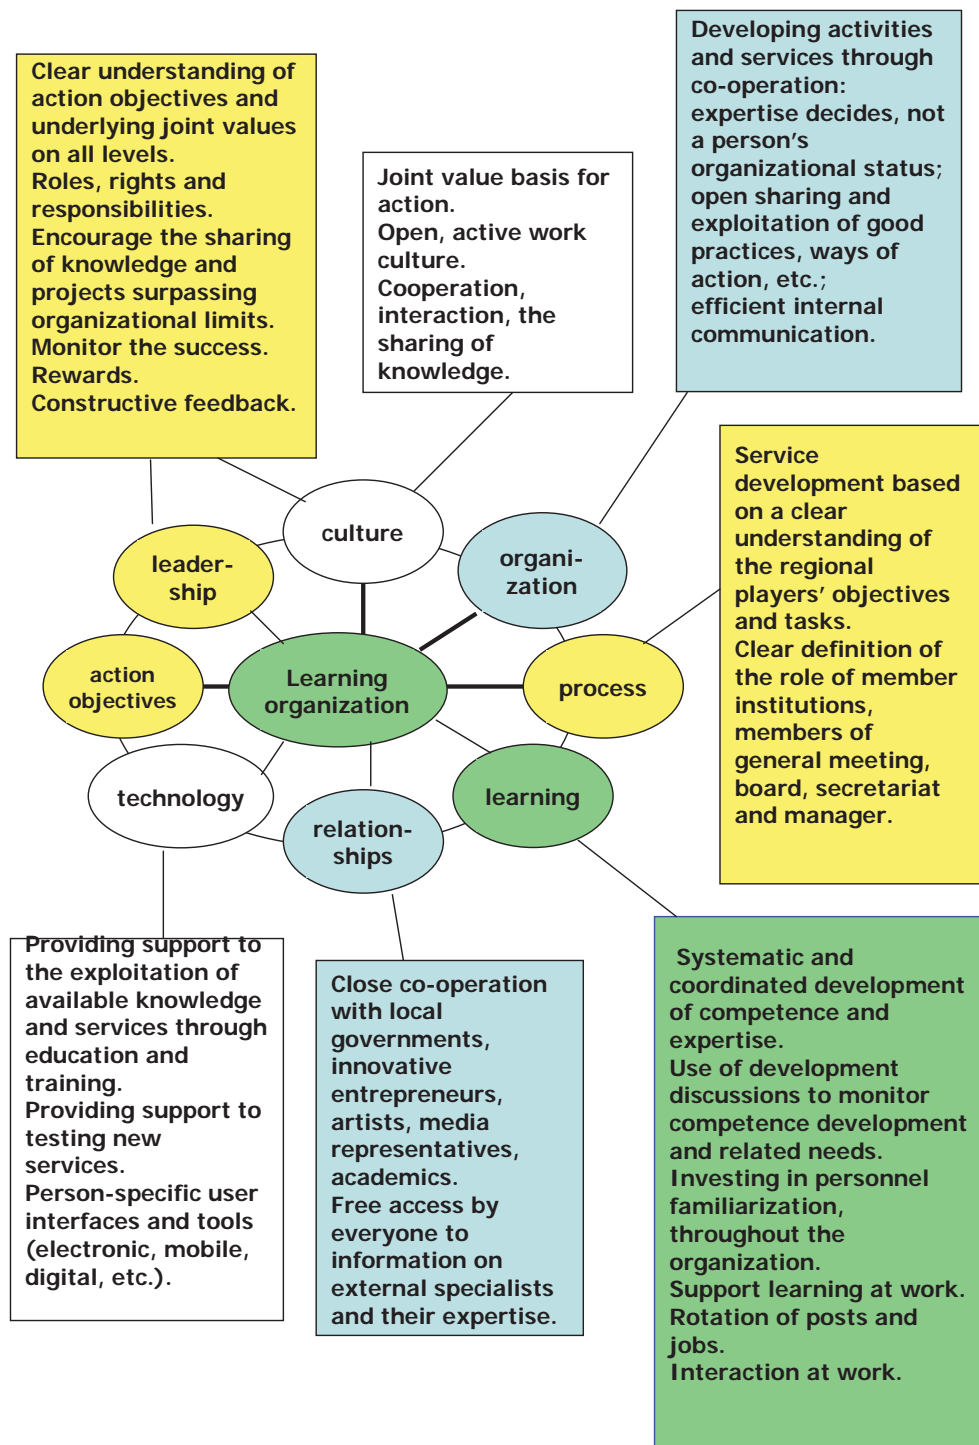 Clear understanding of
action objectives and
underlying joint values
on all levels.
Roles, rights and
responsibilities.
Encourage the sharing
of knowledge and
projects surpassing
organizational limits.
Monitor the success.
Rewards.
Constructive feedback.
Joint value basis for
action.
Open, active work
culture.
Cooperation,
interaction, the
sharing of
knowledge.
Developing activities
and services through
co-operation:
expertise decides, not
a person's
organizational status;
open sharing and
exploitation of good
practices, ways of
action, etc.;
efficient internal
communication.
Service
development based
on a clear
understanding of
the regional
players' objectives
and tasks.
Clear definition of
the role of member
institutions,
members of
general meeting,
board, secretariat
and manager.
culture
leader-
ship
organi-
zation
action
objectives
Learning
organization
process
technology
relation-
ships
learning
Providing support to
the exploitation of
available knowledge
and services through
education and
training.
Providing support to
testing new
services.
Person-specific user
interfaces and tools
(electronic, mobile,
digital, etc.).
Close co-operation
with local
governments,
innovative
entrepreneurs,
artists, media
representatives,
academics.
Free access by
everyone to
information on
external specialists
and their expertise.
Systematic and
coordinated development
of competence and
expertise.
Use of development
discussions to monitor
competence development
and related needs.
Investing in personnel
familiarization,
throughout the
organization.
Support learning at work.
Rotation of posts and
jobs.
Interaction at work.